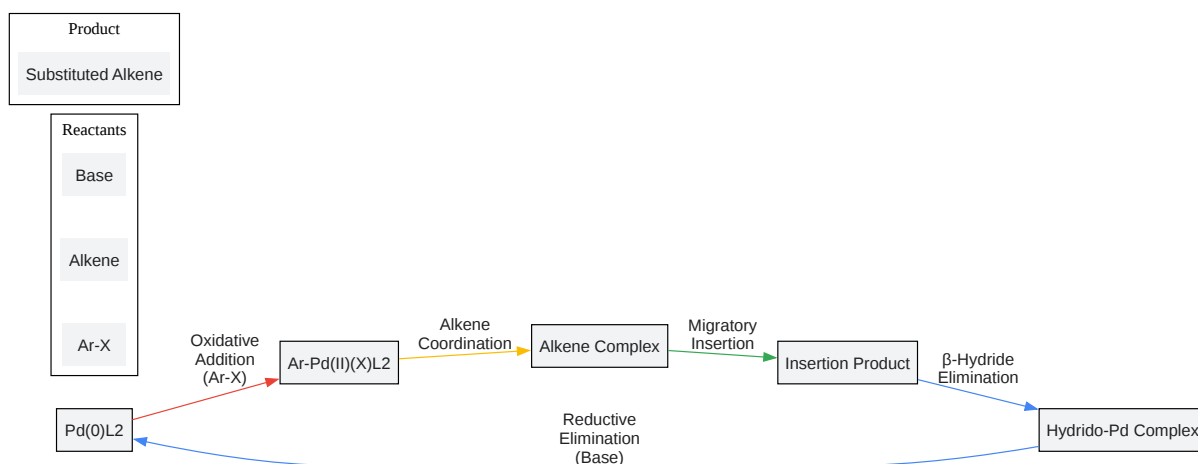 Product
Substituted Alkene
Reactants
Base
Alkene
Ar-X
Pd(0)L2
Oxidative
Addition
(Ar-X)
Ar-Pd(II)(X)L2
Alkene
Coordination
Alkene Complex
Migratory
Insertion
Insertion Product
β-Hydride
Elimination
Hydrido-Pd Complex
Reductive
Elimination
(Base)